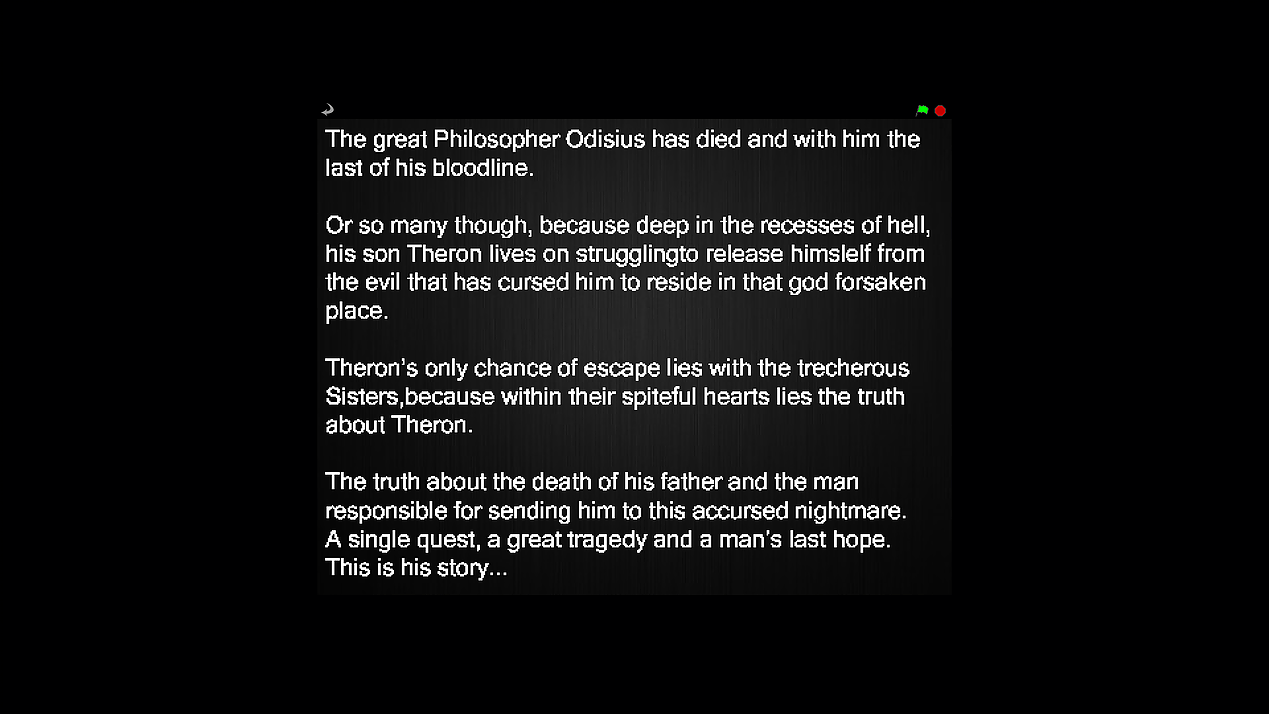 The great Philosopher Odisius has died and with him the
last of his bloodline.
Or so many though, because deep in the recesses of hell,
his son Theron lives on strugglingto release himslelf from
the evil that has cursed him to reside in that god forsaken
place.
Theron's only chance of escape lies with the trecherous
Sisters,because within their spiteful hearts lies the truth
about Theron.
The truth about the death of his father and the man
responsible for sending him to this accursed nightmare.
A single quest, a great tragedy and a man's last hope.
This is his story...